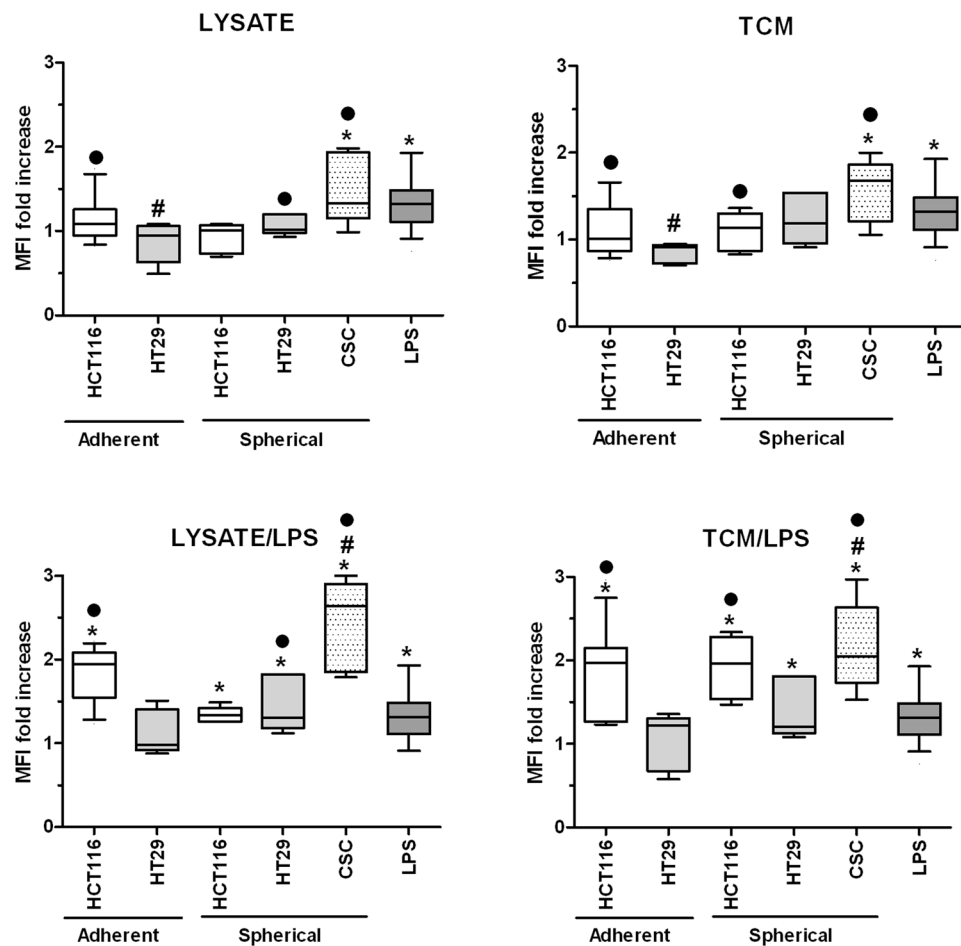 LYSATE
MFI fold increase
3
2
1
0
●
#
●
●
*
*
HCT116
HT29
HCT116
HT29
CSC
LPS
Adherent
Spherical
TCM
MFI fold increase
3
2
1
0
●
#
●
●
*
*
HCT116
HT29
HCT116
HT29
CSC
LPS
Adherent
Spherical
LYSATE/LPS
MFI fold increase
3
2
1
0
●
*
*
●
*
●
#
*
*
HCT116
HT29
HCT116
HT29
CSC
LPS
Adherent
Spherical
TCM/LPS
MFI fold increase
3
2
1
0
●
*
●
*
*
●
#
*
*
HCT116
HT29
HCT116
HT29
CSC
LPS
Adherent
Spherical